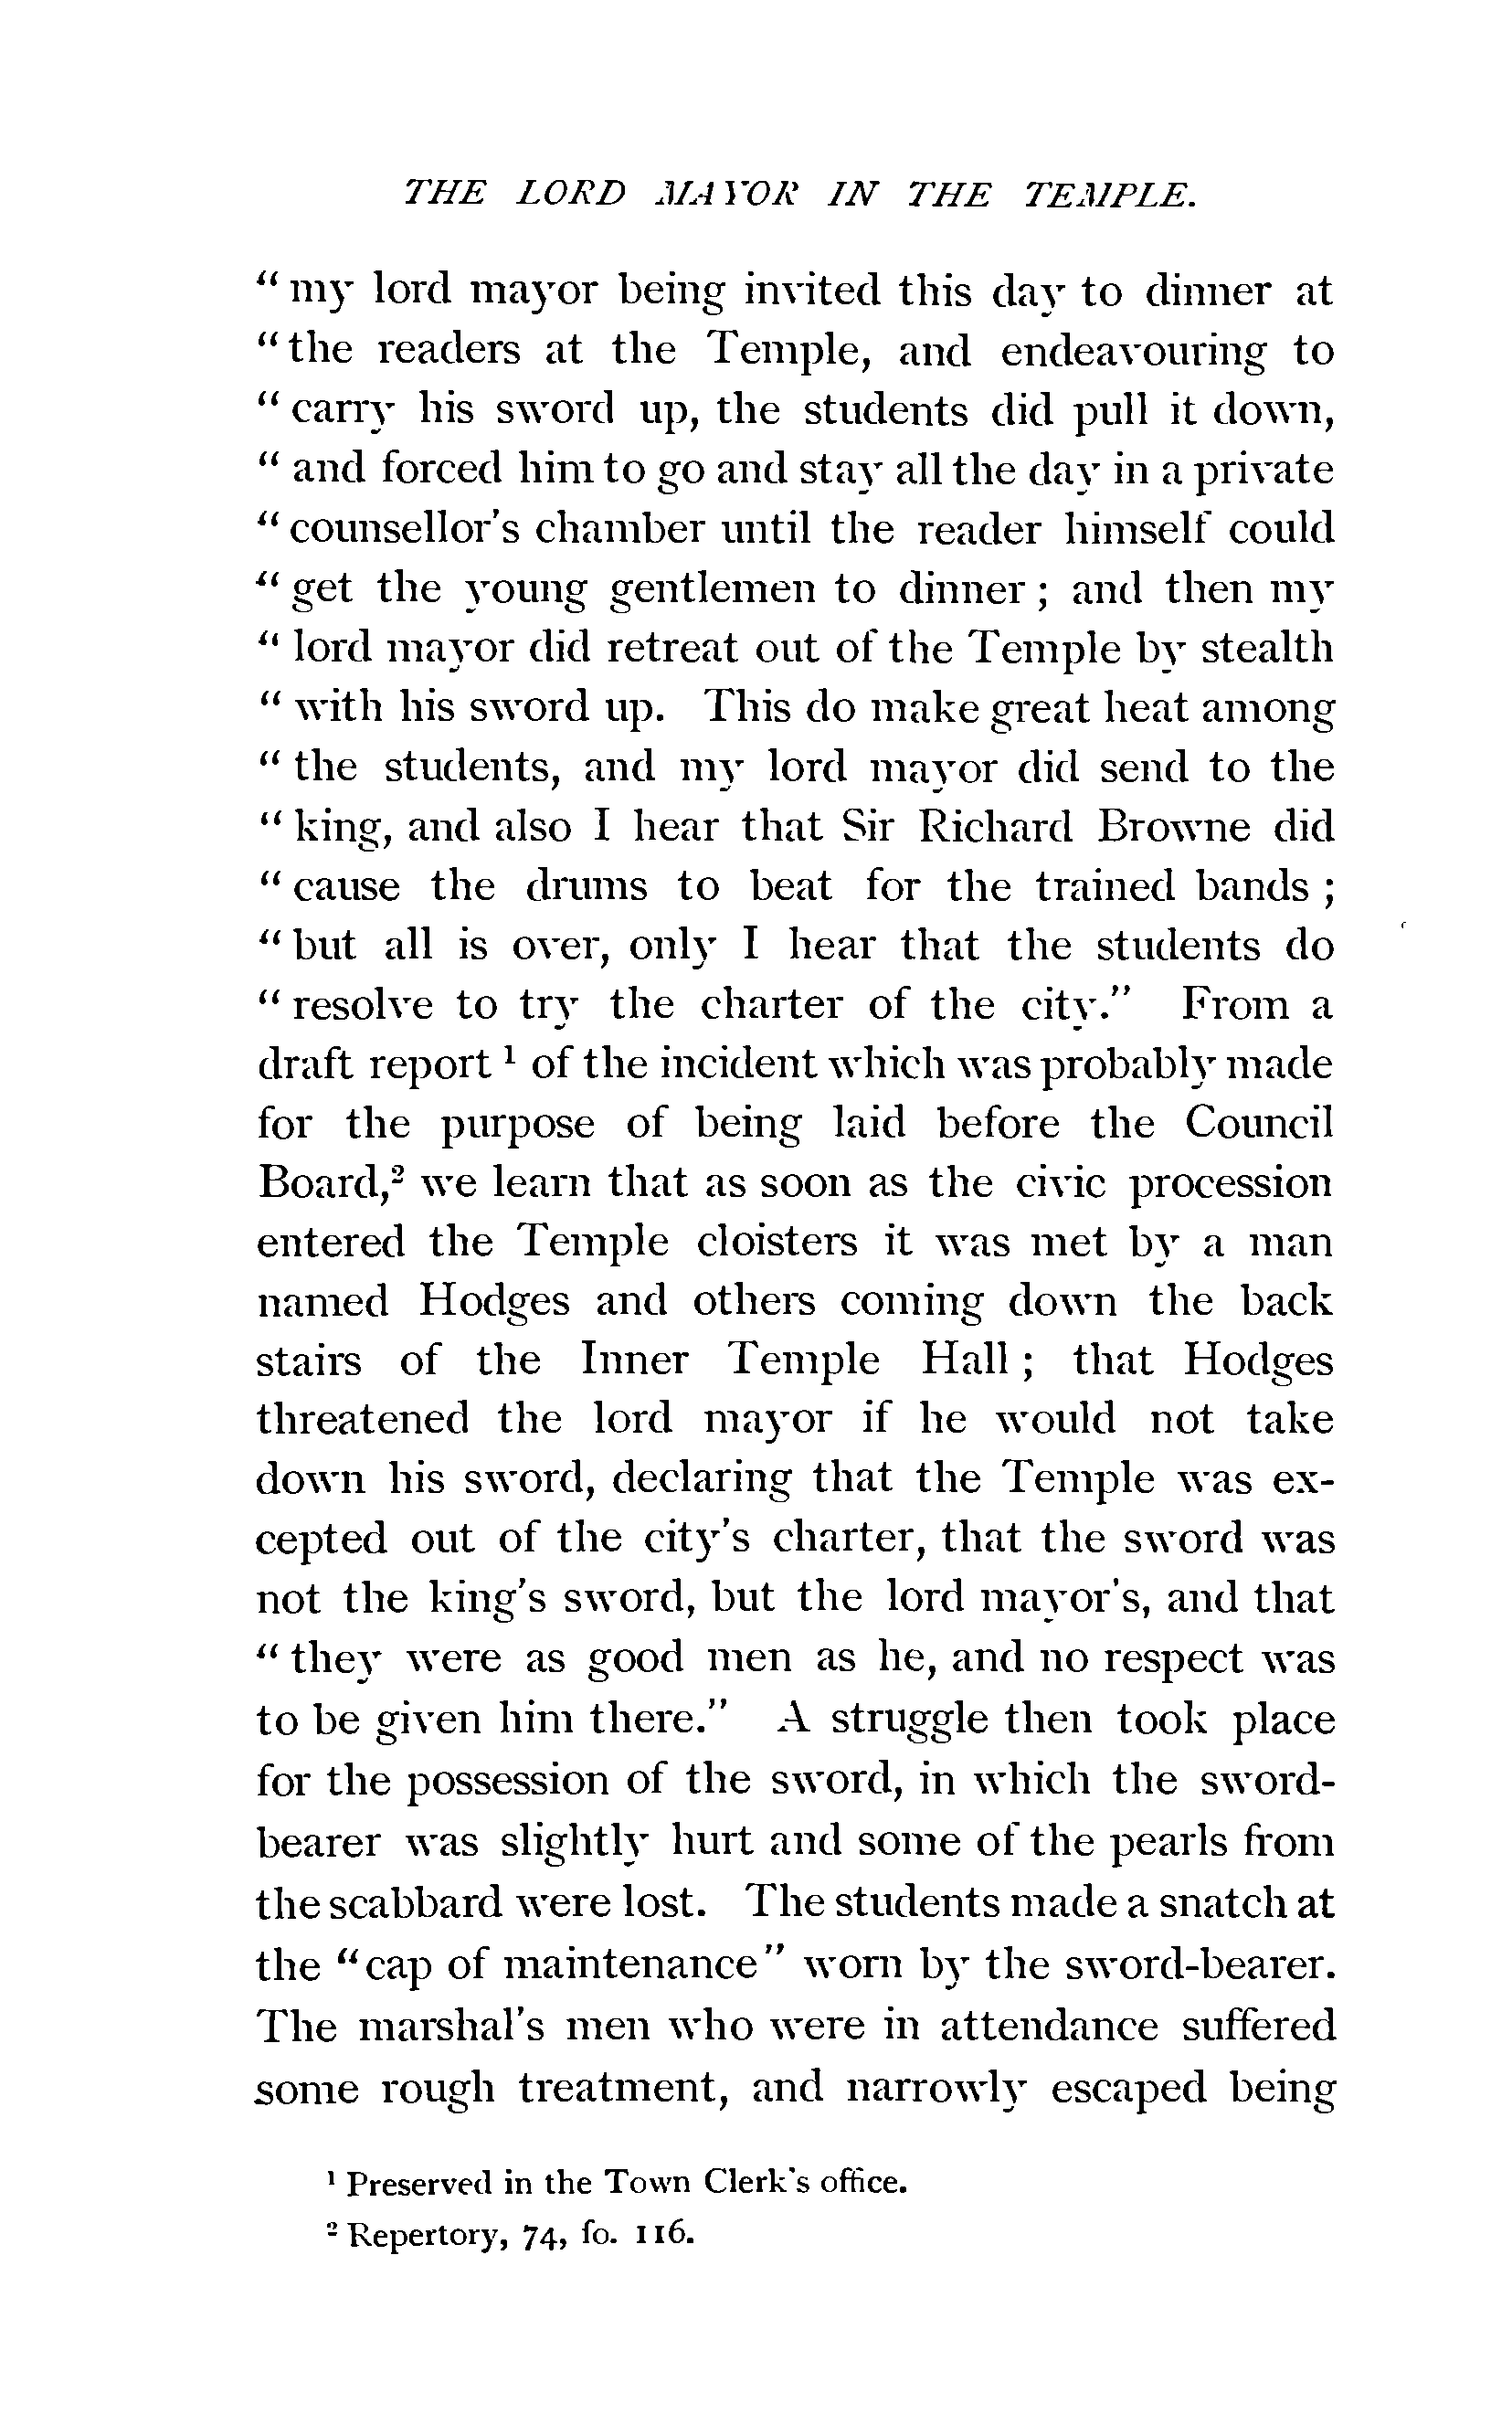 THE LORD MAYOR IN THE TEMPLE.
" my lord mayor being invited this day to dinner at
" the readers at the Temple, and endeavouring to
" carry his sword up, the students did pull it down,
" and forced him to go and stay all the day in a private
" counsellor's chamber until the reader himself could
" get the young gentlemen to dinner ; and then my
" lord mayor did retreat out of the Temple by stealth
" with his sword up. This do make great heat among
" the students, and my lord mayor did send to the
" king, and also I hear that Sir Richard Browne did
" cause the drums to beat for the trained bands ;
" but all is over, only I hear that the students do
" resolve to try the charter of the city." From a
draft report ¹ of the incident which was probably made
for the purpose of being laid before the Council
Board,² we learn that as soon as the civic procession
entered the Temple cloisters it was met by a man
named Hodges and others coming down the back
stairs of the Inner Temple Hall ; that Hodges
threatened the lord mayor if he would not take
down his sword, declaring that the Temple was ex-
cepted out of the city's charter, that the sword was
not the king's sword, but the lord mayor's, and that
" they were as good men as he, and no respect was
to be given him there." A struggle then took place
for the possession of the sword, in which the sword-
bearer was slightly hurt and some of the pearls from
the scabbard were lost. The students made a snatch at
the "cap of maintenance" worn by the sword-bearer.
The marshal's men who were in attendance suffered
some rough treatment, and narrowly escaped being
¹ Preserved in the Town Clerk's office.
² Repertory, 74, fo. 116.